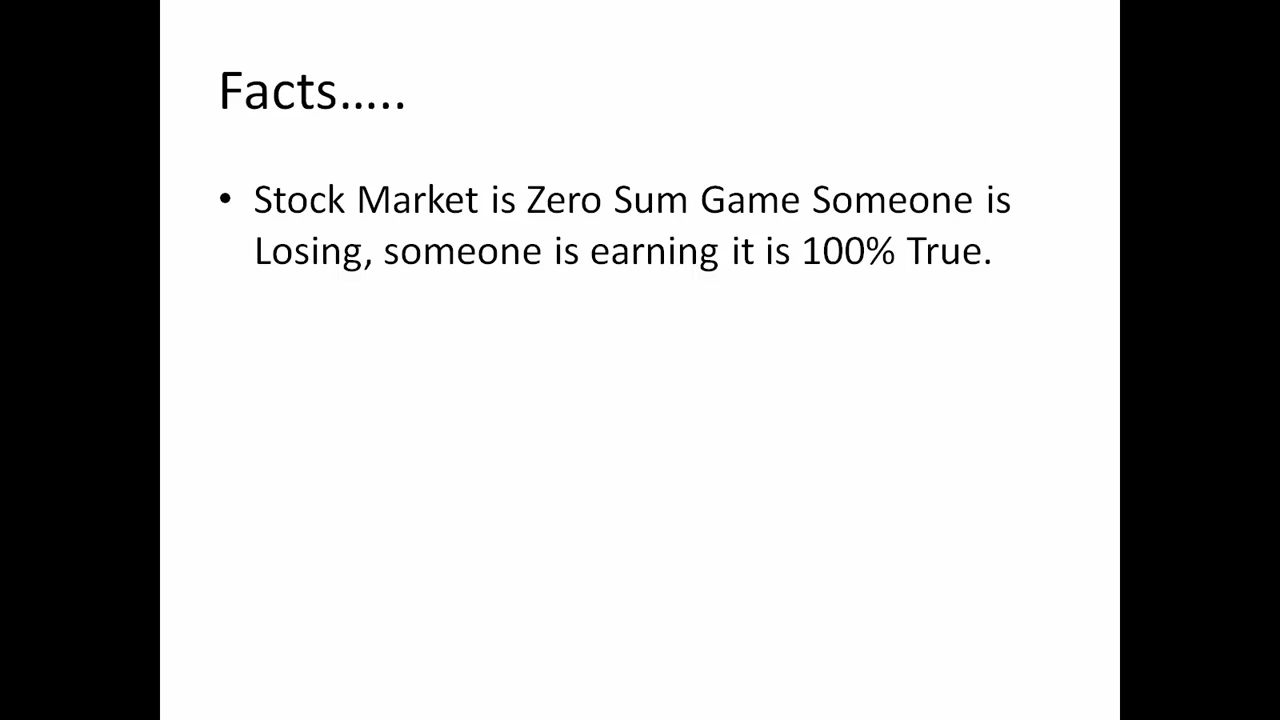 Facts…..
• Stock Market is Zero Sum Game Someone is
Losing, someone is earning it is 100% True.